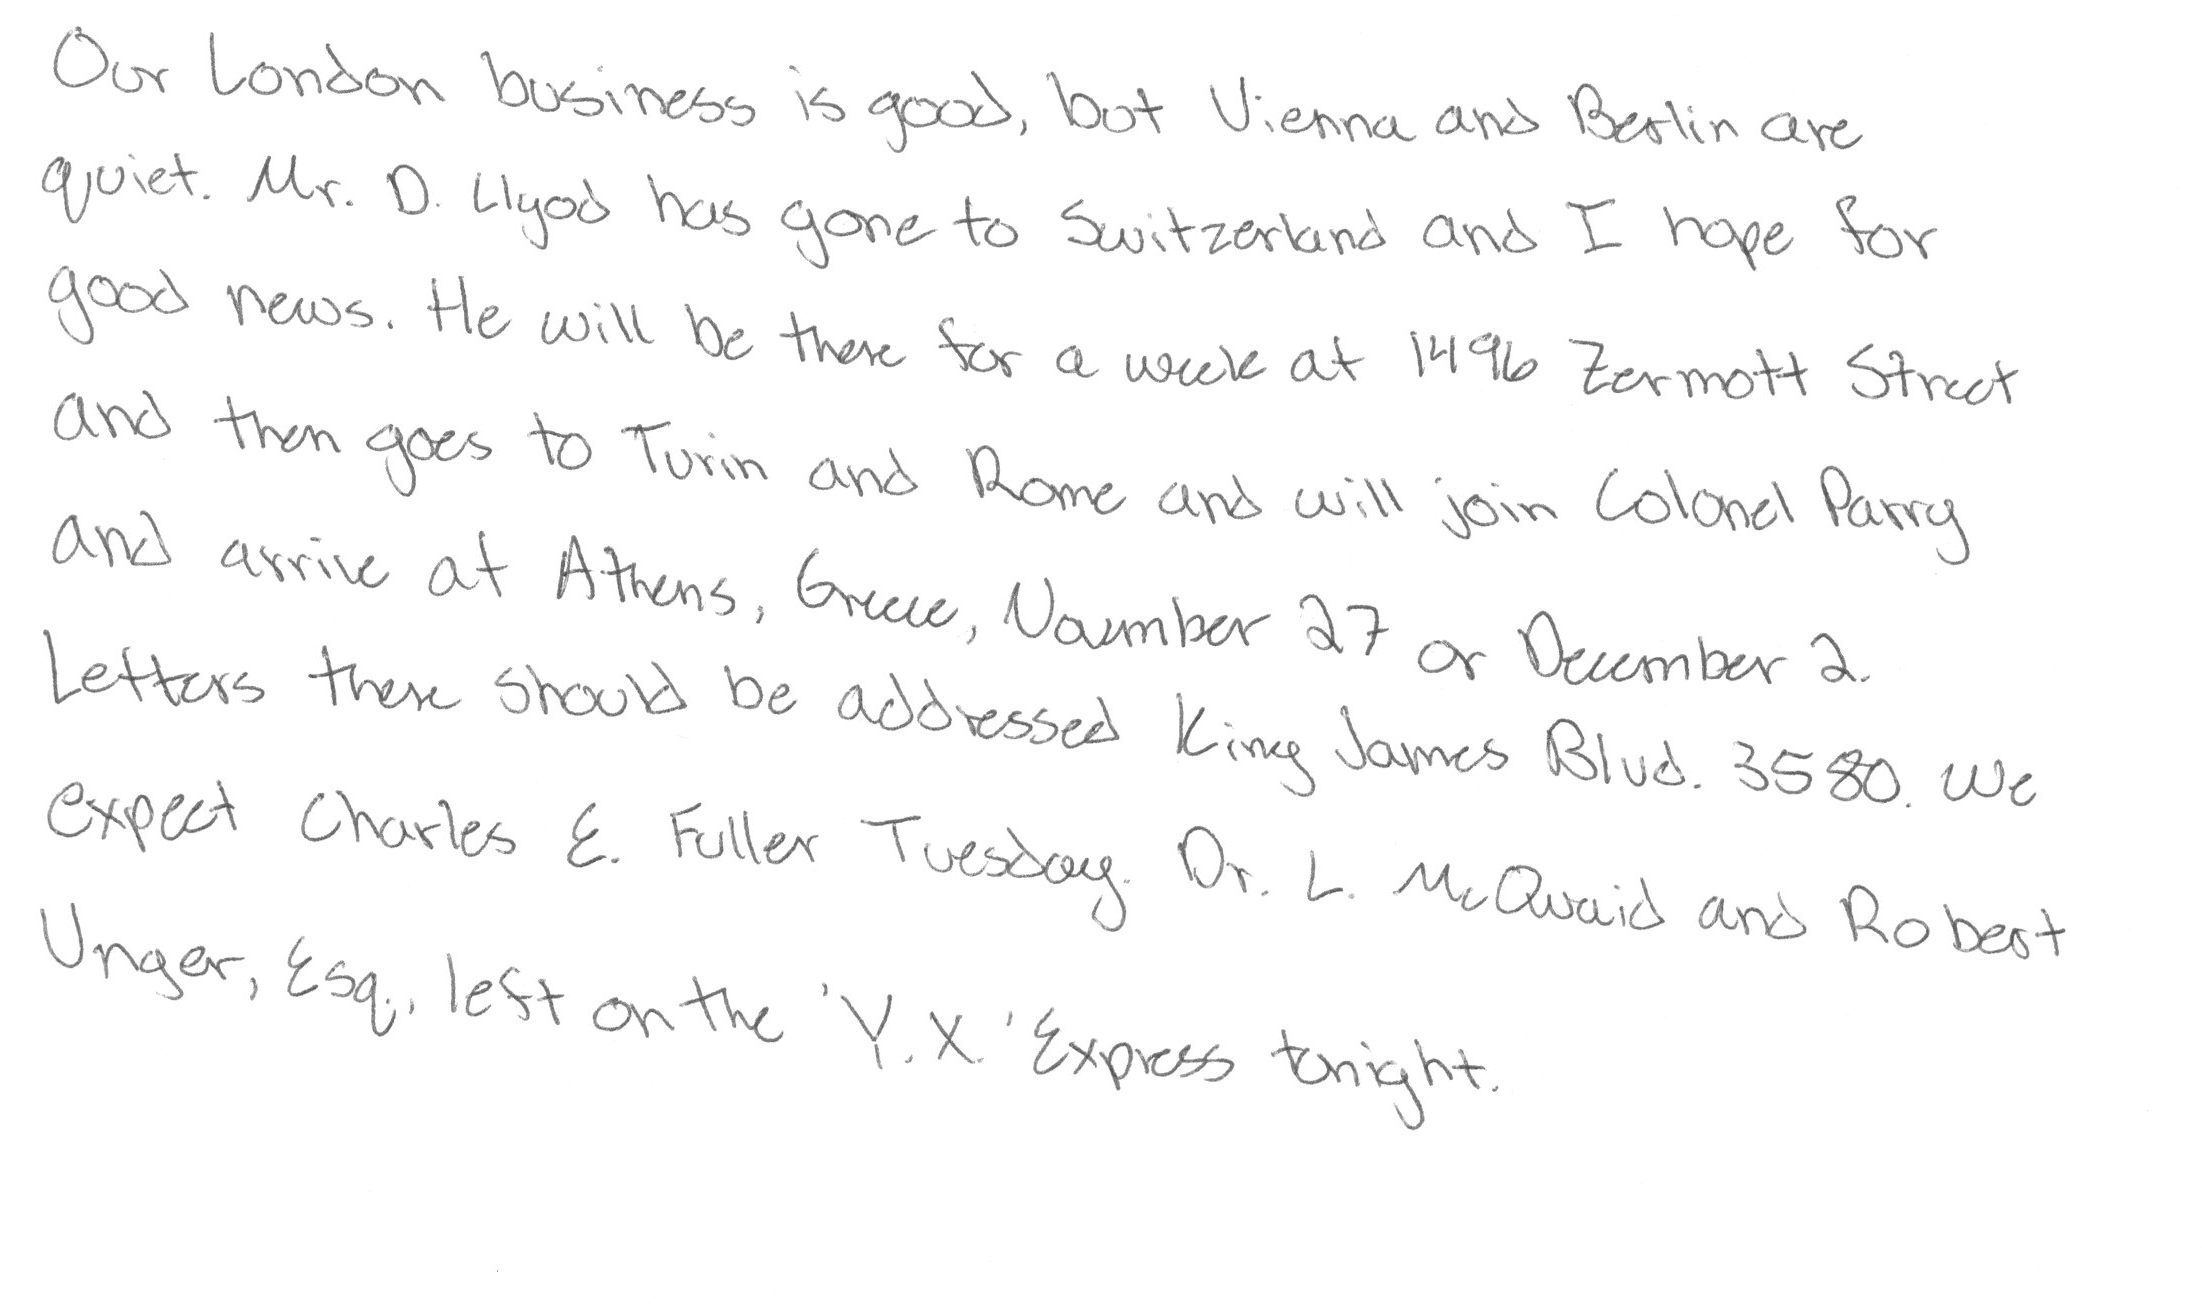 Our London business is good, but Vienna and Berlin are
quiet. Mr. D. Llyod has gone to Switzerland and I hope for
good news. He will be there for a week at 1496 Zermott Street
and then goes to Turin and Rome and will join Colonel Parry
and arrive at Athens, Greece, November 27 or December 2.
Letters there should be addressed King James Blvd. 3580. We
expect Charles E. Fuller Tuesday. Dr. L. McQuaid and Robert
Unger, Esq., left on the 'Y.X.' Express tonight.